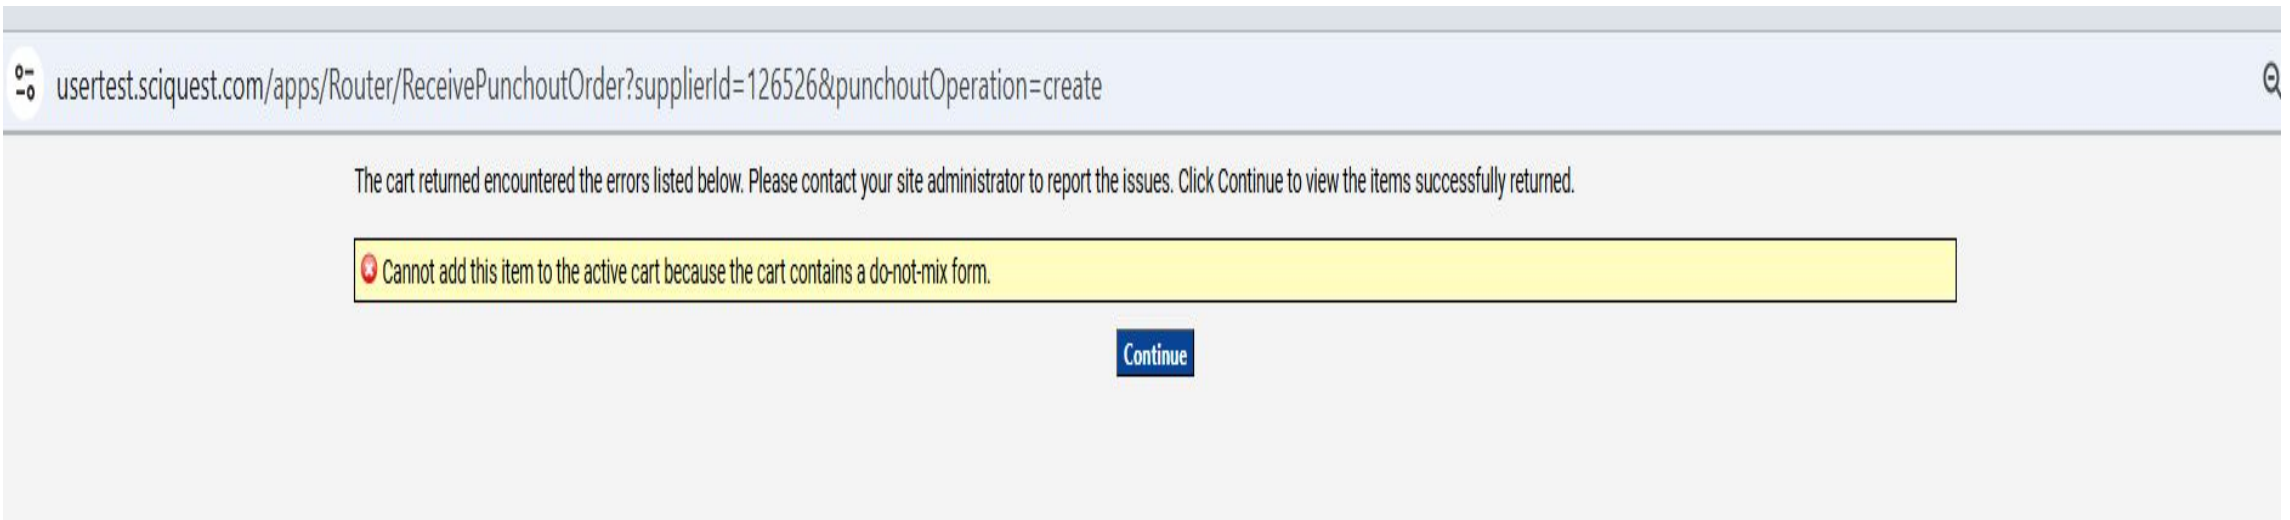 usertest.sciquest.com/apps/Router/ReceivePunchoutOrder?supplierId=126526&punchoutOperation=create
The cart returned encountered the errors listed below. Please contact your site administrator to report the issues. Click Continue to view the items successfully returned.
Cannot add this item to the active cart because the cart contains a do-not-mix form.
Continue